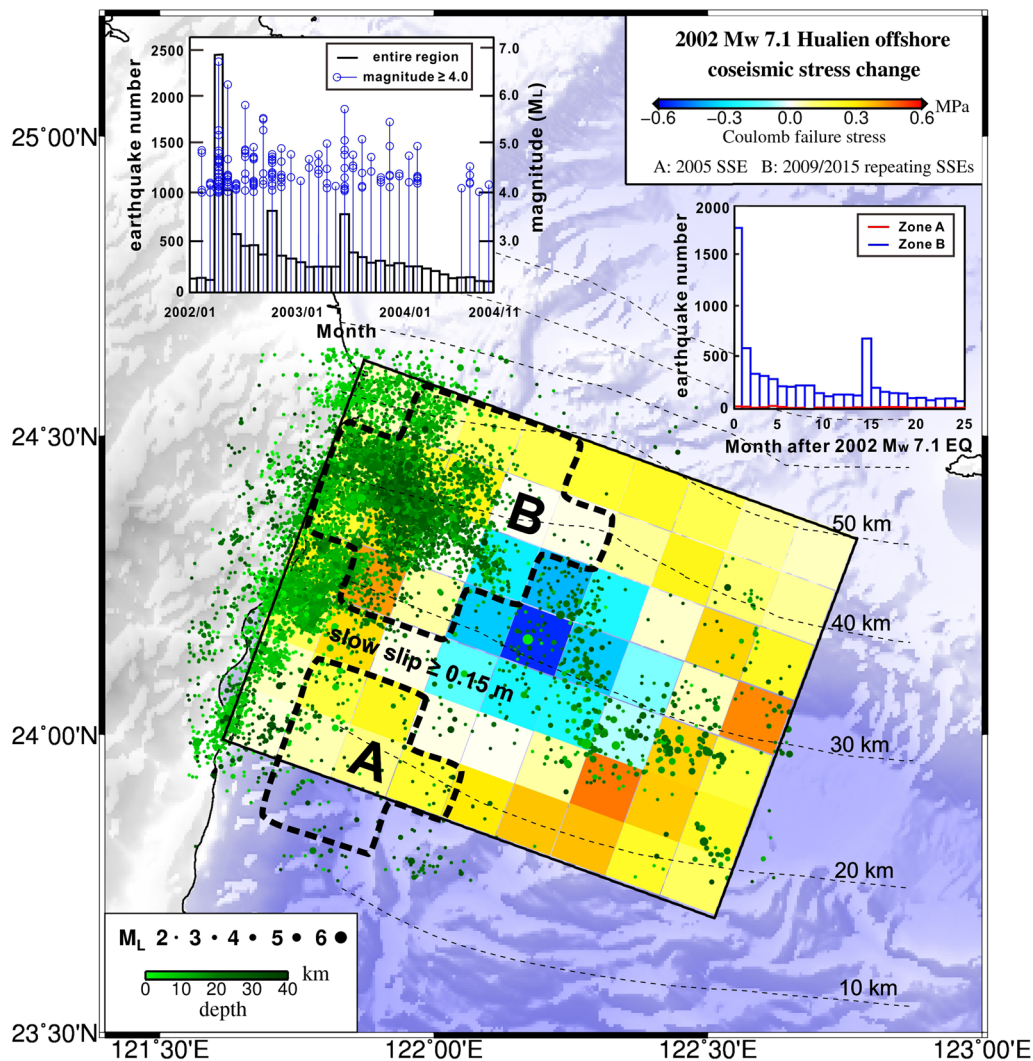 2002 Mw 7.1 Hualien offshore
coseismic stress change
MPa
−0.6 −0.3 0.0 0.3 0.6
Coulomb failure stress
A: 2005 SSE B: 2009/2015 repeating SSEs
earthquake number
2500
2000
1500
1000
500
0
entire region
magnitude ≥ 4.0
7.0
6.0
5.0
4.0
3.0
magnitude (ML)
2002/01 2003/01 2004/01 2004/11
Month
earthquake number
2000
1500
1000
500
0
Zone A
Zone B
0 5 10 15 20 25
Month after 2002 Mw 7.1 EQ
25˚00'N
24˚30'N
24˚00'N
23˚30'N
B
slow slip ≥ 0.15 m
A
50 km
40 km
30 km
20 km
10 km
ML 2 3 4 5 6
km
0 10 20 30 40
depth
121˚30'E 122˚00'E 122˚30'E 123˚00'E